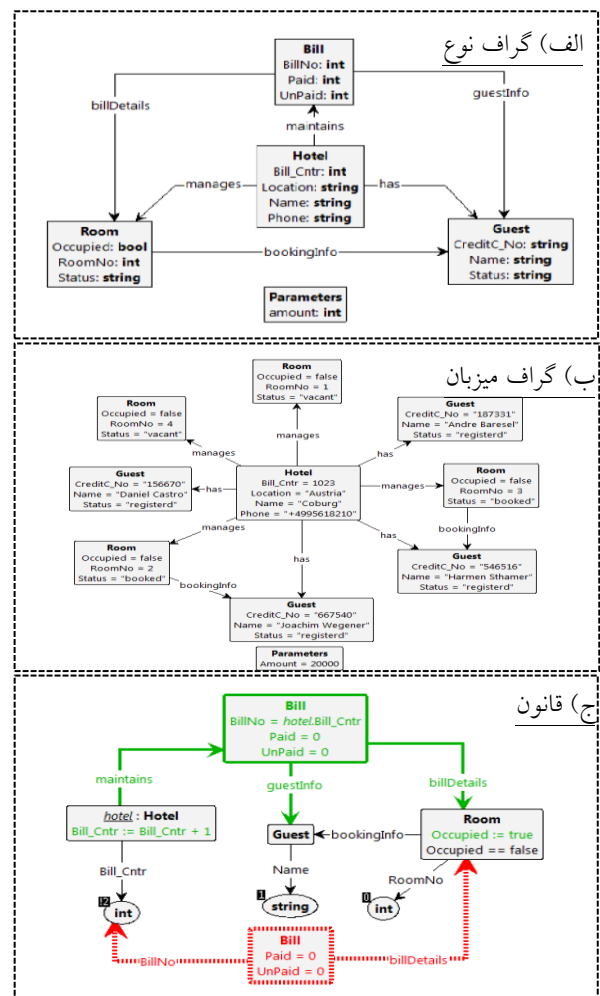 الف) گراف نوع
Bill
BillNo: int
Paid: int
UnPaid: int
billDetails
guestInfo
maintains
Hotel
Bill_Cntr: int
Location: string
Name: string
Phone: string
manages
has
Room
Occupied: bool
RoomNo: int
Status: string
bookingInfo
Guest
CreditC_No: string
Name: string
Status: string
Parameters
amount: int
ب) گراف میزبان
Room
Occupied = false
RoomNo = 1
Status = "vacant"
Room
Occupied = false
RoomNo = 4
Status = "vacant"
Guest
CreditC_No = "187331"
Name = "Andre Baresel"
Status = "registerd"
manages
manages
has
Guest
CreditC_No = "156670"
Name = "Daniel Castro"
Status = "registerd"
has
Hotel
Bill_Cntr = 1023
Location = "Austria"
Name = "Coburg"
Phone = "+4995618210"
manages
Room
Occupied = false
RoomNo = 3
Status = "booked"
manages
has
has
bookingInfo
Room
Occupied = false
RoomNo = 2
Status = "booked"
bookingInfo
Guest
CreditC_No = "546516"
Name = "Harmen Sthamer"
Status = "registerd"
Guest
CreditC_No = "667540"
Name = "Joachim Wegener"
Status = "registerd"
Parameters
Amount = 20000
ج) قانون
Bill
BillNo = hotel.Bill_Cntr
Paid = 0
UnPaid = 0
maintains
guestInfo
billDetails
hotel : Hotel
Bill_Cntr := Bill_Cntr + 1
Guest
bookingInfo
Room
Occupied := true
Occupied == false
Bill_Cntr
Name
RoomNo
!2
int
1
string
0
int
Bill
Paid = 0
UnPaid = 0
BillNo
billDetails